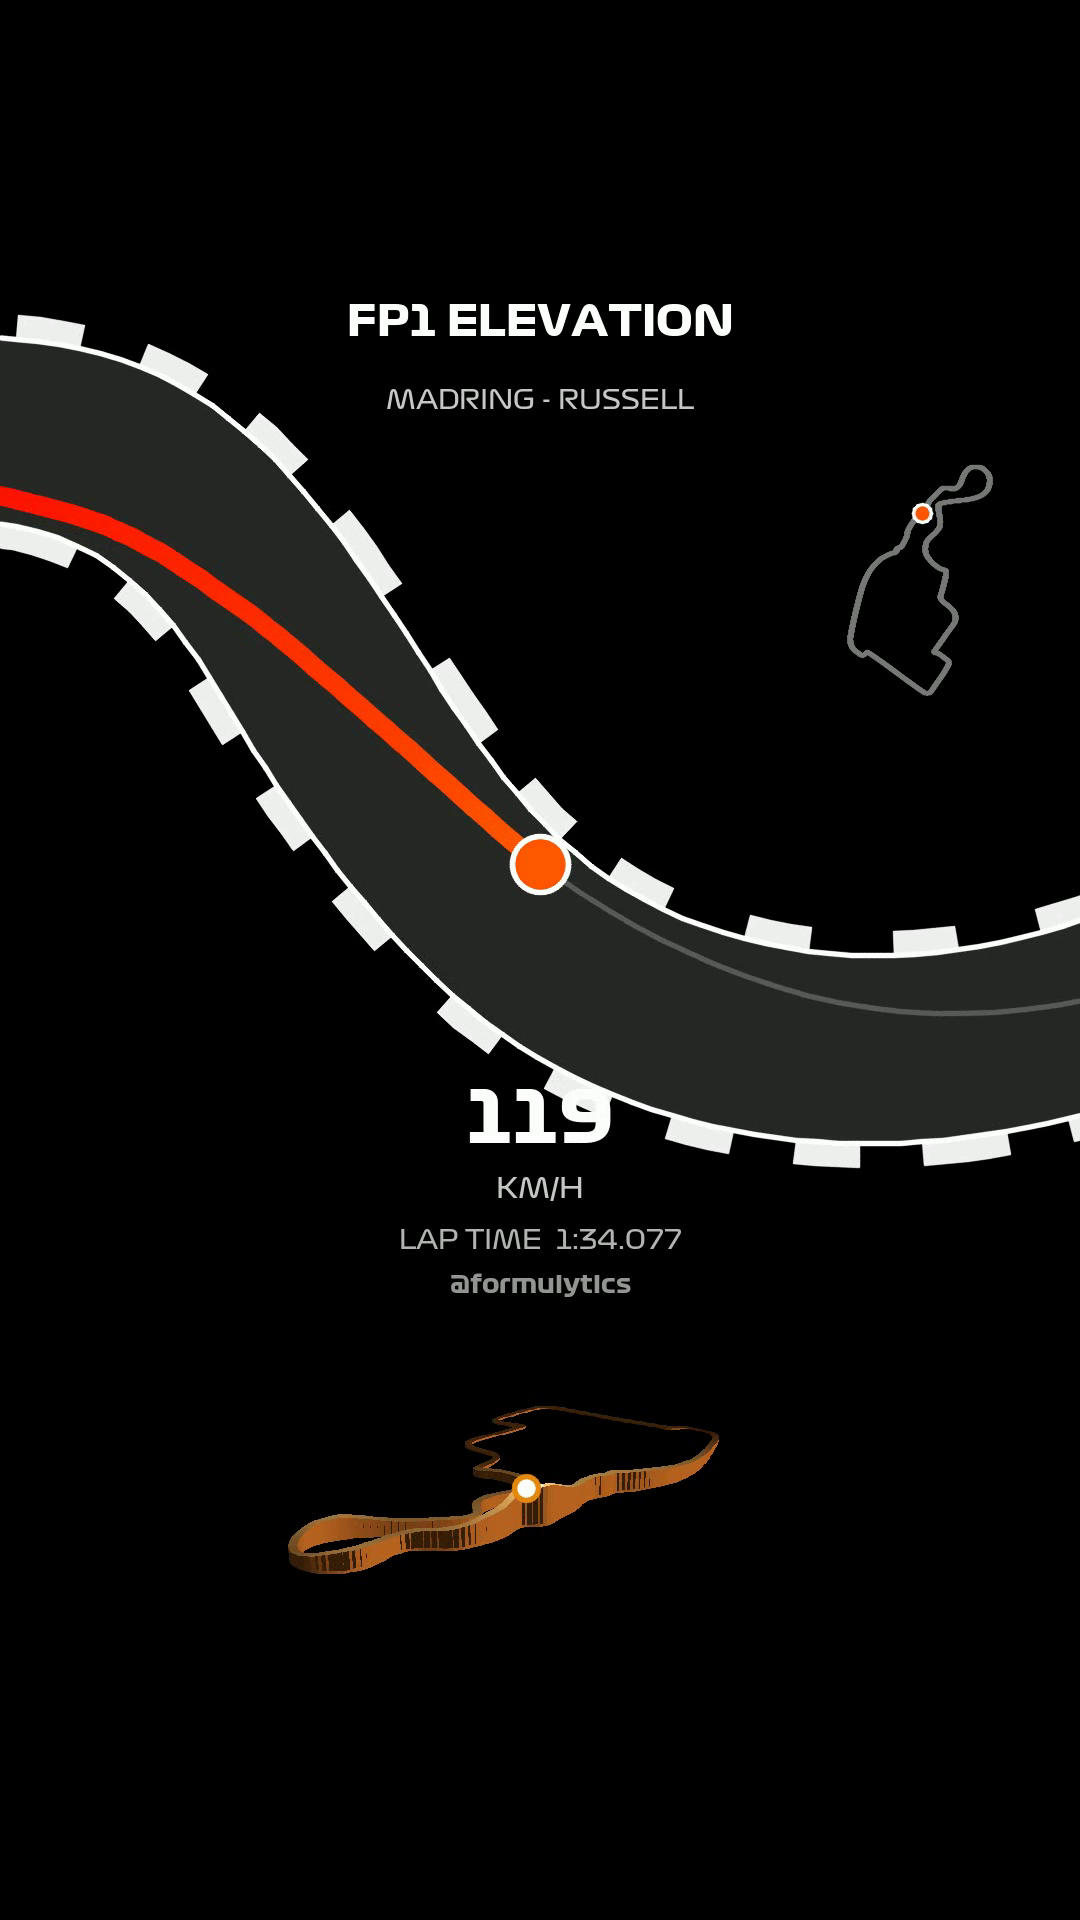 FP1 ELEVATION
MADRING - RUSSELL
119
KM/H
LAP TIME 1:34.077
@formulytics